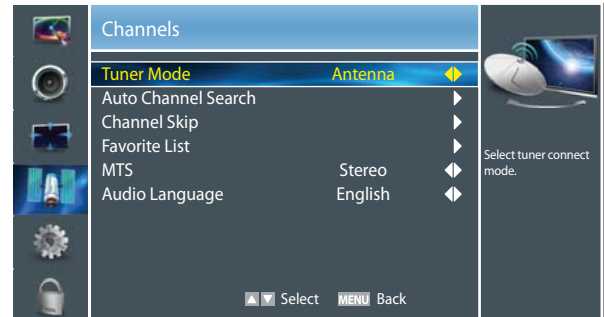 Channels
Tuner Mode Antenna
Auto Channel Search
Channel Skip
Favorite List
MTS Stereo
Audio Language English
Select tuner connect
mode.
Select MENU Back